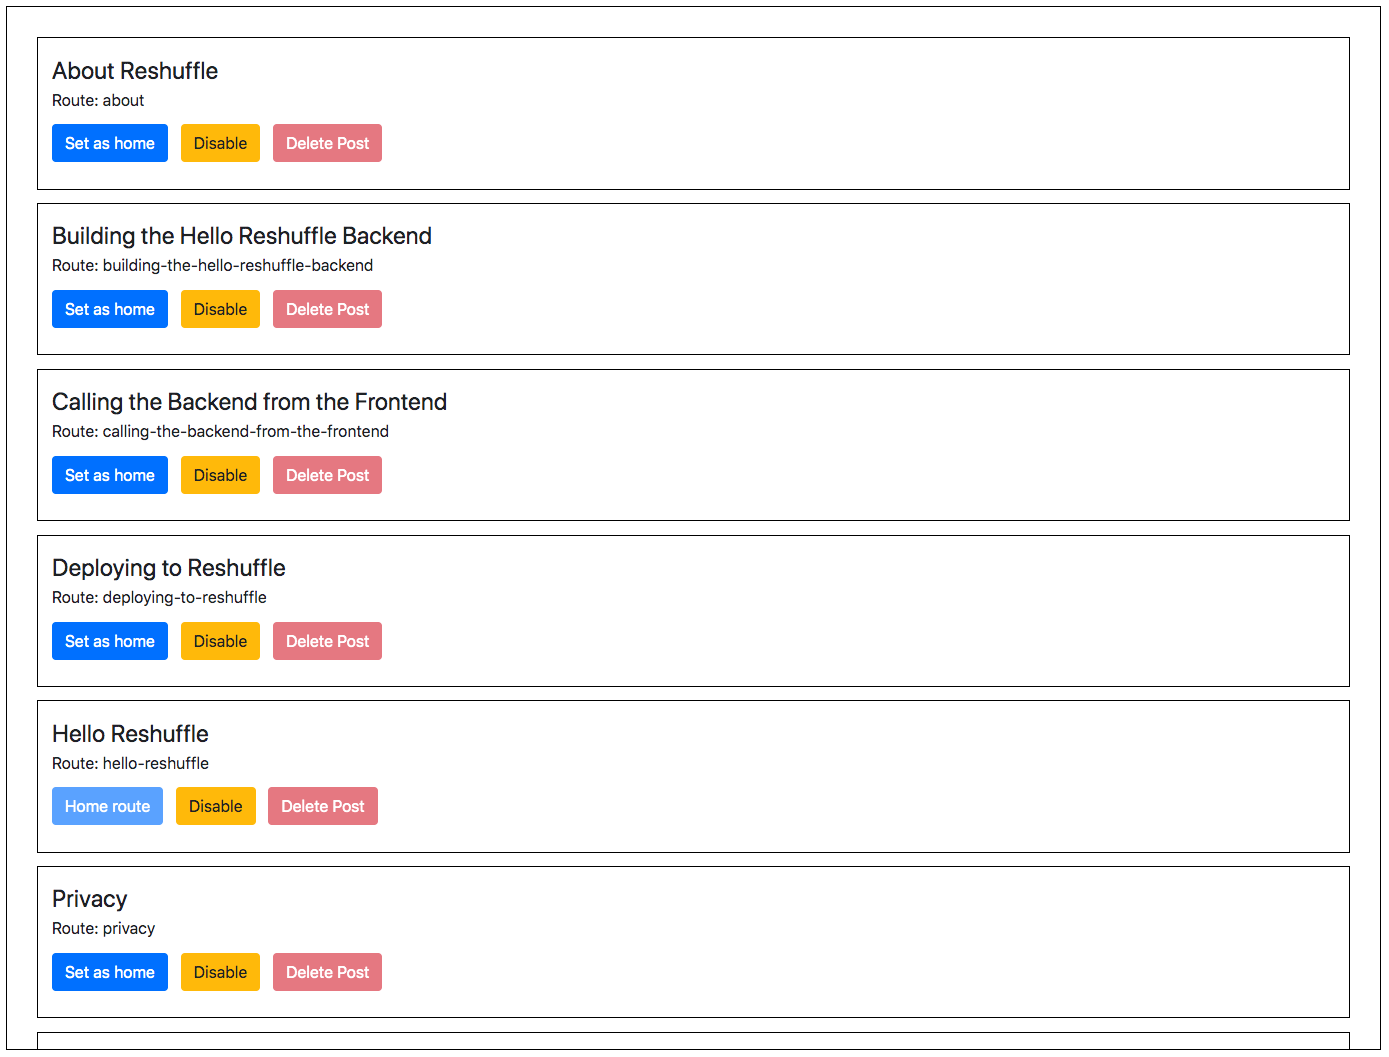 About Reshuffle
Route: about
Set as home Disable Delete Post
Building the Hello Reshuffle Backend
Route: building-the-hello-reshuffle-backend
Set as home Disable Delete Post
Calling the Backend from the Frontend
Route: calling-the-backend-from-the-frontend
Set as home Disable Delete Post
Deploying to Reshuffle
Route: deploying-to-reshuffle
Set as home Disable Delete Post
Hello Reshuffle
Route: hello-reshuffle
Home route Disable Delete Post
Privacy
Route: privacy
Set as home Disable Delete Post